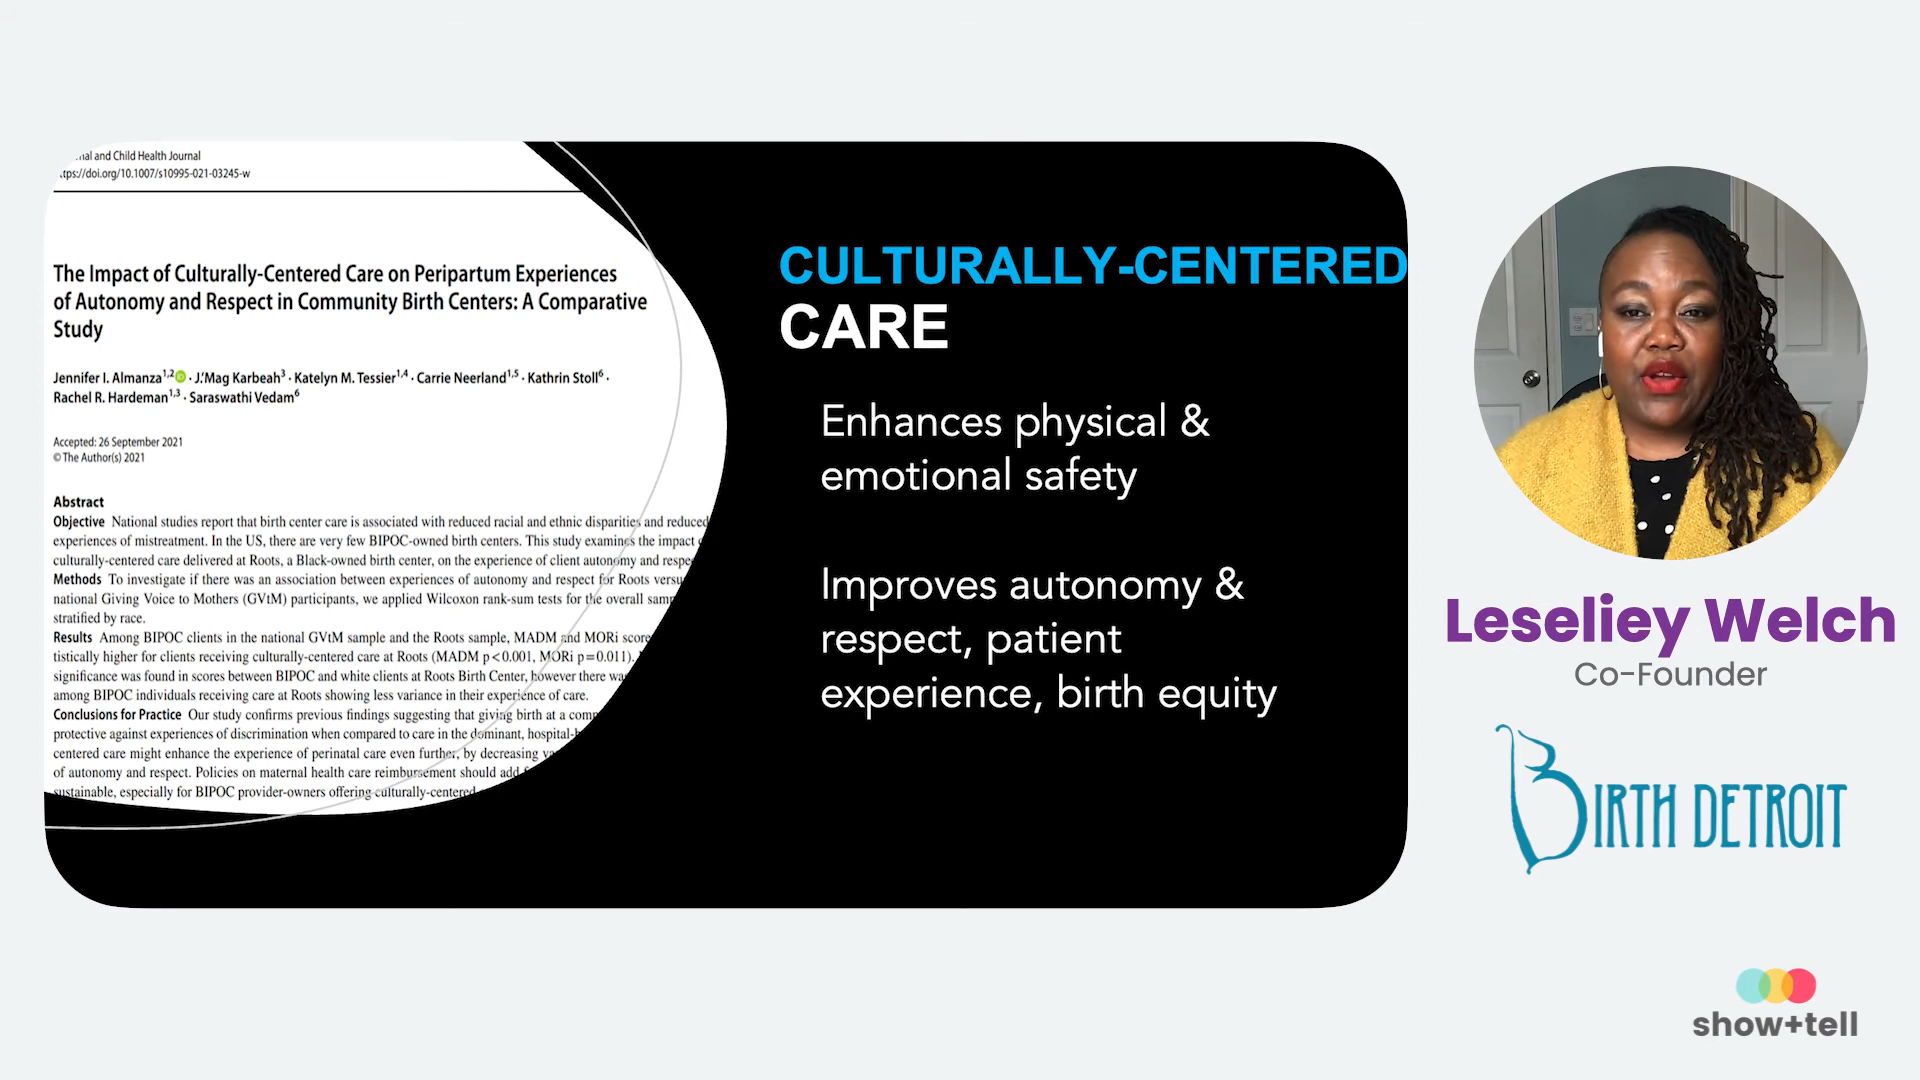 and Child Health Journal
https://doi.org/10.1007/s10995-021-03245-w
The Impact of Culturally-Centered Care on Peripartum Experiences
of Autonomy and Respect in Community Birth Centers: A Comparative
Study
Jennifer I. Almanza1,2 · J'Mag Karbeah3 · Katelyn M. Tessier1,4 · Carrie Neerland1,5 · Kathrin Stoll6 ·
Rachel R. Hardeman1,3 · Saraswathi Vedam6
Accepted: 26 September 2021
© The Author(s) 2021
Abstract
Objective National studies report that birth center care is associated with reduced racial and ethnic disparities and reduced
experiences of mistreatment. In the US, there are very few BIPOC-owned birth centers. This study examines the impact
culturally-centered care delivered at Roots, a Black-owned birth center, on the experience of client autonomy and
Methods To investigate if there was an association between experiences of autonomy and respect for Roots
national Giving Voice to Mothers (GVtM) participants, we applied Wilcoxon rank-sum tests for the overall
stratified by race.
Results Among BIPOC clients in the national GVtM sample and the Roots sample, MADM and MORi
tistically higher for clients receiving culturally-centered care at Roots (MADM p<0.001, MORi p=0.011).
significance was found in scores between BIPOC and white clients at Roots Birth Center, however there
among BIPOC individuals receiving care at Roots showing less variance in their experience of care.
Conclusions for Practice Our study confirms previous findings suggesting that giving birth at a
protective against experiences of discrimination when compared to care in the dominant,
centered care might enhance the experience of perinatal care even further, by decreasing
of autonomy and respect. Policies on maternal health care reimbursement should add
sustainable, especially for BIPOC provider-owners offering culturally-centered
CULTURALLY-CENTERED
CARE
Enhances physical &
emotional safety
Improves autonomy &
respect, patient
experience, birth equity
Leseliey Welch
Co-Founder
BIRTH DETROIT
show+tell